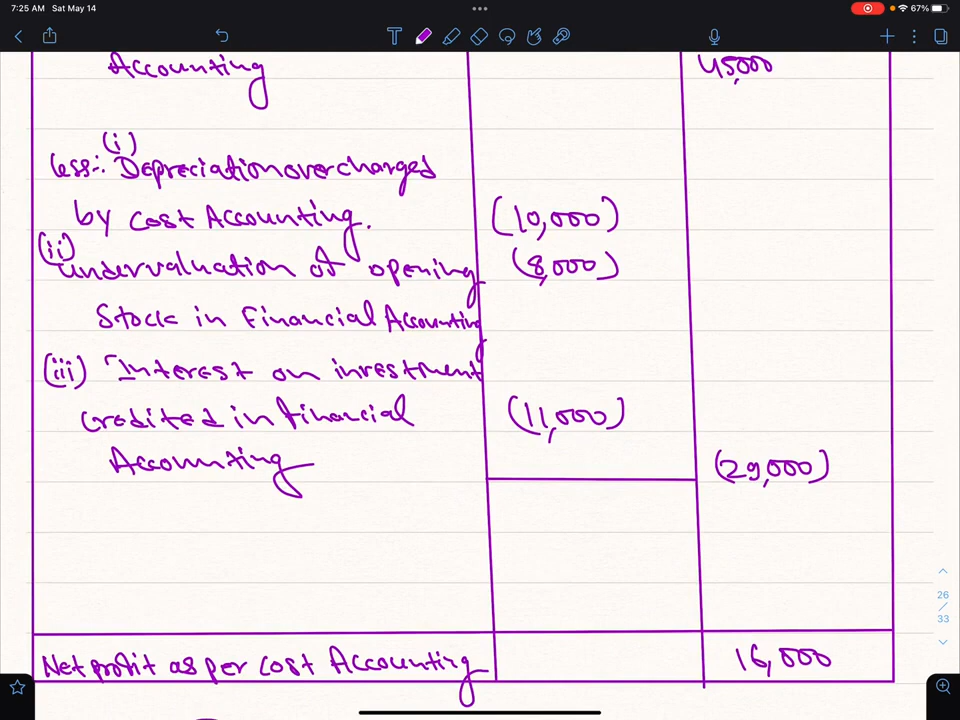 7:25 AM Sat May 14
67%
Accounting 45,000
(i)
Less:- Depreciation overcharged
by Cost Accounting. (10,000)
(ii)
undervaluation of opening (8,000)
Stock in Financial Accounting
(iii) Interest on investment
Credited in financial (11,000)
Accounting (29,000)
26
/
33
Net profit as per Cost Accounting 16,000